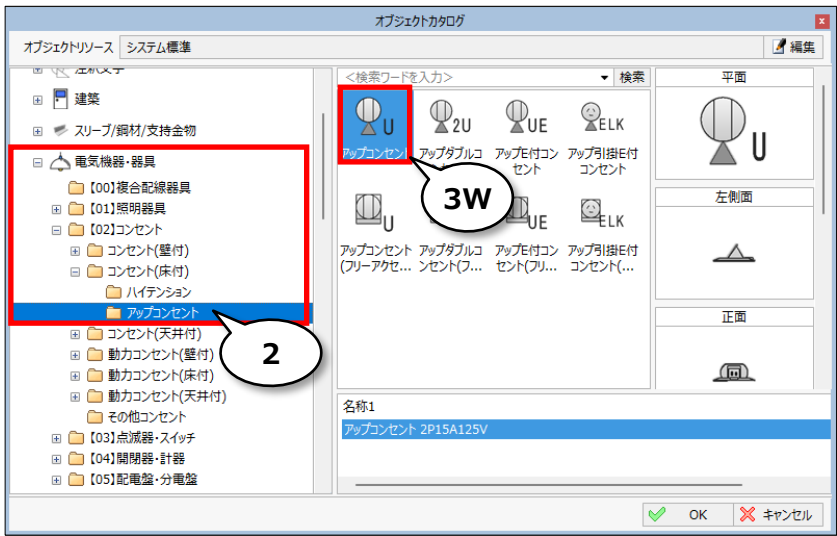 オブジェクトカタログ
オブジェクトリソース システム標準 編集
注釈文字
建築
スリーブ/鋼材/支持金物
電気機器・器具
【00】複合配線器具
【01】照明器具
【02】コンセント
コンセント(壁付)
コンセント(床付)
ハイテンション
アップコンセント
コンセント(天井付)
動力コンセント(壁付)
動力コンセント(床付)
動力コンセント(天井付)
その他コンセント
【03】点滅器・スイッチ
【04】開閉器・計器
【05】配電盤・分電盤
2
<検索ワードを入力> 検索
U 2U UE ELK
アップコンセント アップダブルコ アップE付コン アップ引掛E付
セント コンセント
3W
U UE ELK
アップコンセント アップダブルコ アップE付コン アップ引掛E付
(フリーアクセ... ンセント(フ... セント(フリ... コンセント(...
名称1
アップコンセント 2P15A125V
平面
U
左側面
正面
OK キャンセル